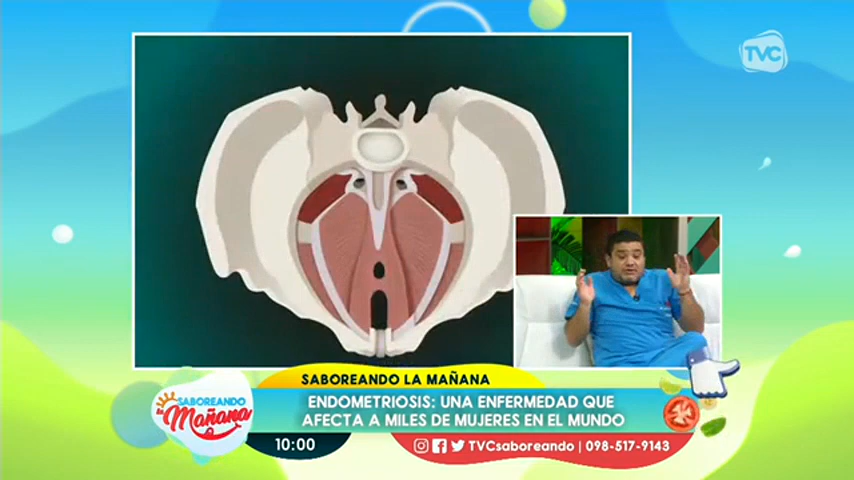 TVC
SABOREANDO LA MAÑANA
SABOREANDO
Mañana
ENDOMETRIOSIS: UNA ENFERMEDAD QUE
AFECTA A MILES DE MUJERES EN EL MUNDO
10:00
TVCsaboreando | 098-517-9143